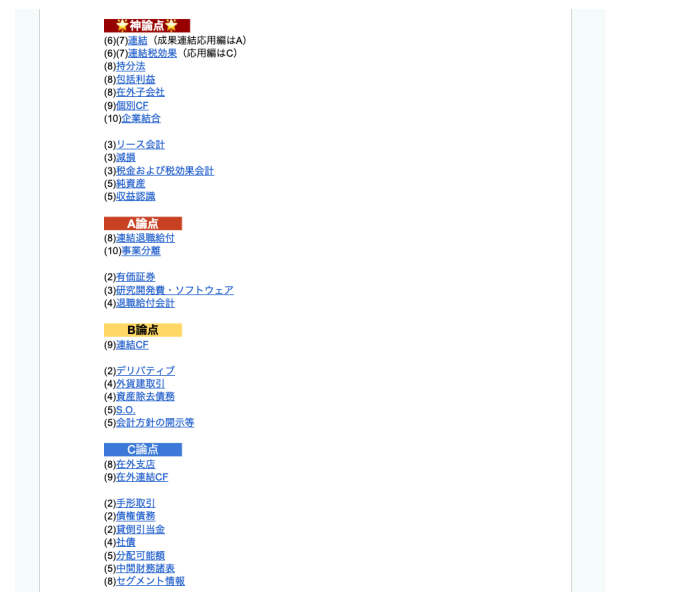 🌟神論点🌟
(6)(7)連結（成果連結応用編はA）
(6)(7)連結税効果（応用編はC）
(8)持分法
(8)包括利益
(8)在外子会社
(9)個別CF
(10)企業結合
(3)リース会計
(3)減損
(3)税金および税効果会計
(5)純資産
(5)収益認識
A論点
(8)連結退職給付
(10)事業分離
(2)有価証券
(3)研究開発費・ソフトウェア
(4)退職給付会計
B論点
(9)連結CF
(2)デリバティブ
(4)外貨建取引
(4)資産除去債務
(5)S.O.
(5)会計方針の開示等
C論点
(8)在外支店
(9)在外連結CF
(2)手形取引
(2)債権債務
(2)貸倒引当金
(4)社債
(5)分配可能額
(5)中間財務諸表
(8)セグメント情報